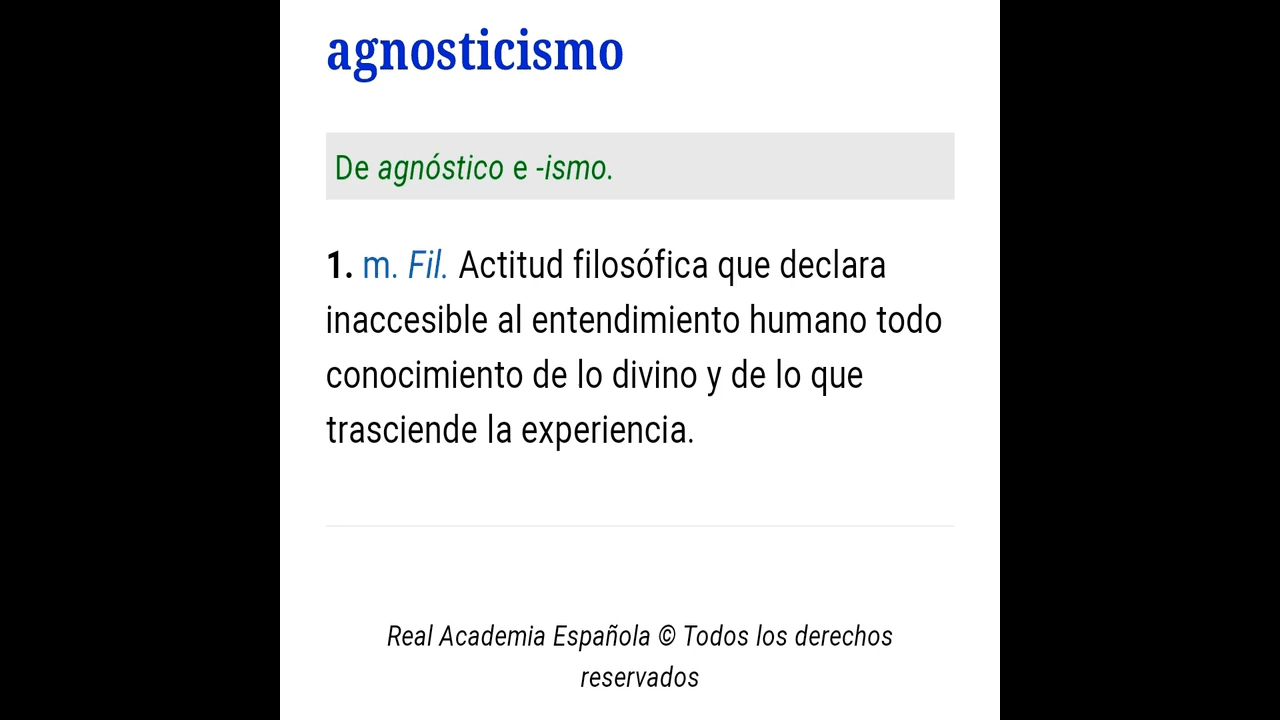 agnosticismo
De agnóstico e -ismo.
1. m. Fil. Actitud filosófica que declara
inaccesible al entendimiento humano todo
conocimiento de lo divino y de lo que
trasciende la experiencia.
Real Academia Española © Todos los derechos
reservados